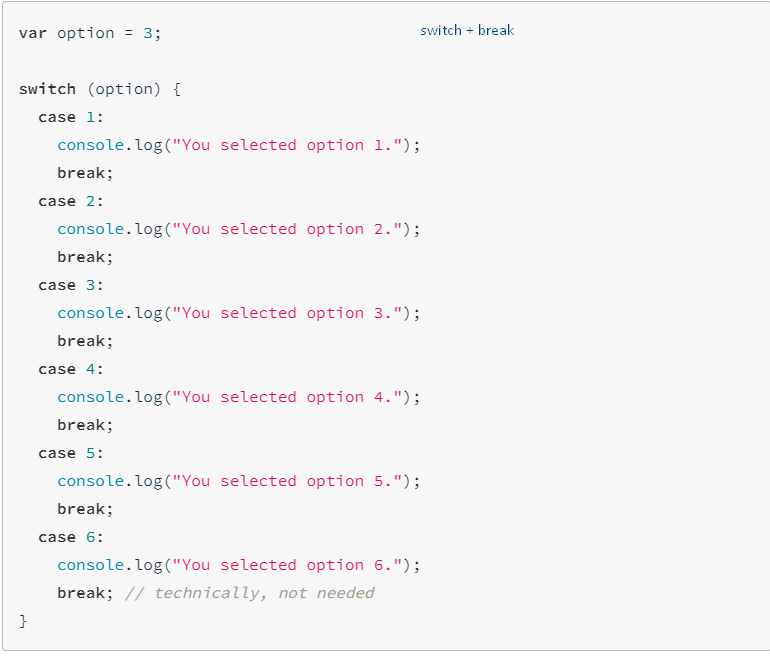 var option = 3;
switch + break
switch (option) {
case 1:
console.log("You selected option 1.");
break;
case 2:
console.log("You selected option 2.");
break;
case 3:
console.log("You selected option 3.");
break;
case 4:
console.log("You selected option 4.");
break;
case 5:
console.log("You selected option 5.");
break;
case 6:
console.log("You selected option 6.");
break; // technically, not needed
}